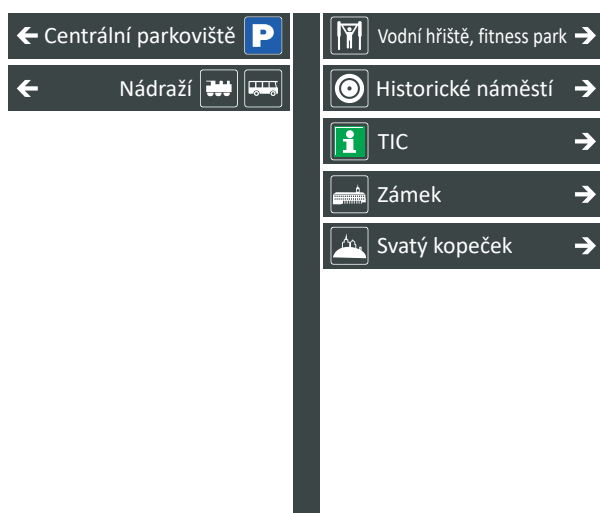 Centrální parkoviště P
Nádraží
Vodní hřiště, fitness park
Historické náměstí
i TIC
Zámek
Svatý kopeček